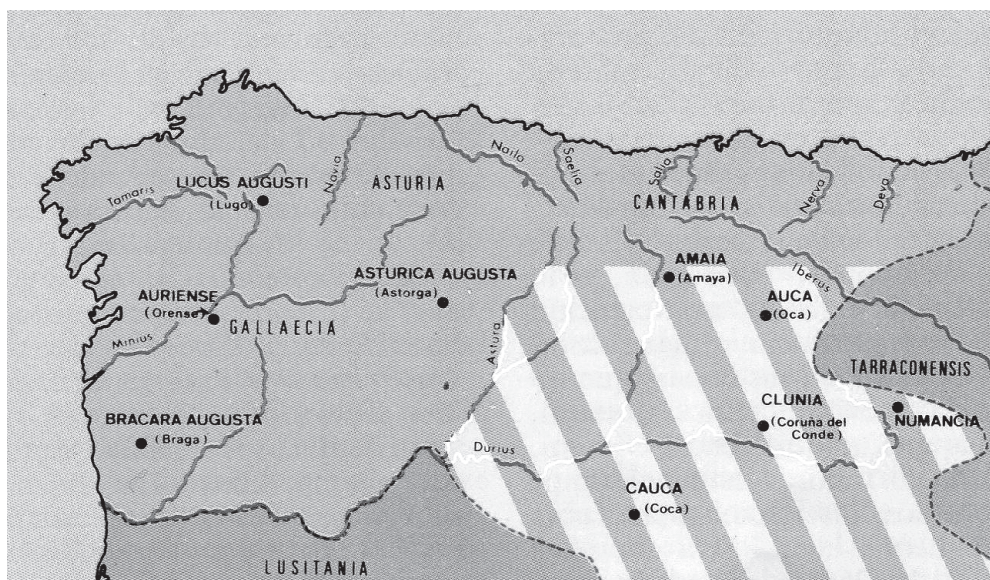 Tamaris
LUCUS AUGUSTI
(Lugo)
Navia
ASTURIA
Nailo
Saelia
Salia
CANTABRIA
Nerva
Deva
ASTURICA AUGUSTA
(Astorga)
AMAIA
(Amaya)
Iberus
AURIENSE
(Orense)
GALLAECIA
AUCA
(Oca)
Minius
Astura
TARRACONENSIS
BRACARA AUGUSTA
(Braga)
CLUNIA
(Coruña del
Conde)
NUMANCIA
Durius
CAUCA
(Coca)
LUSITANIA